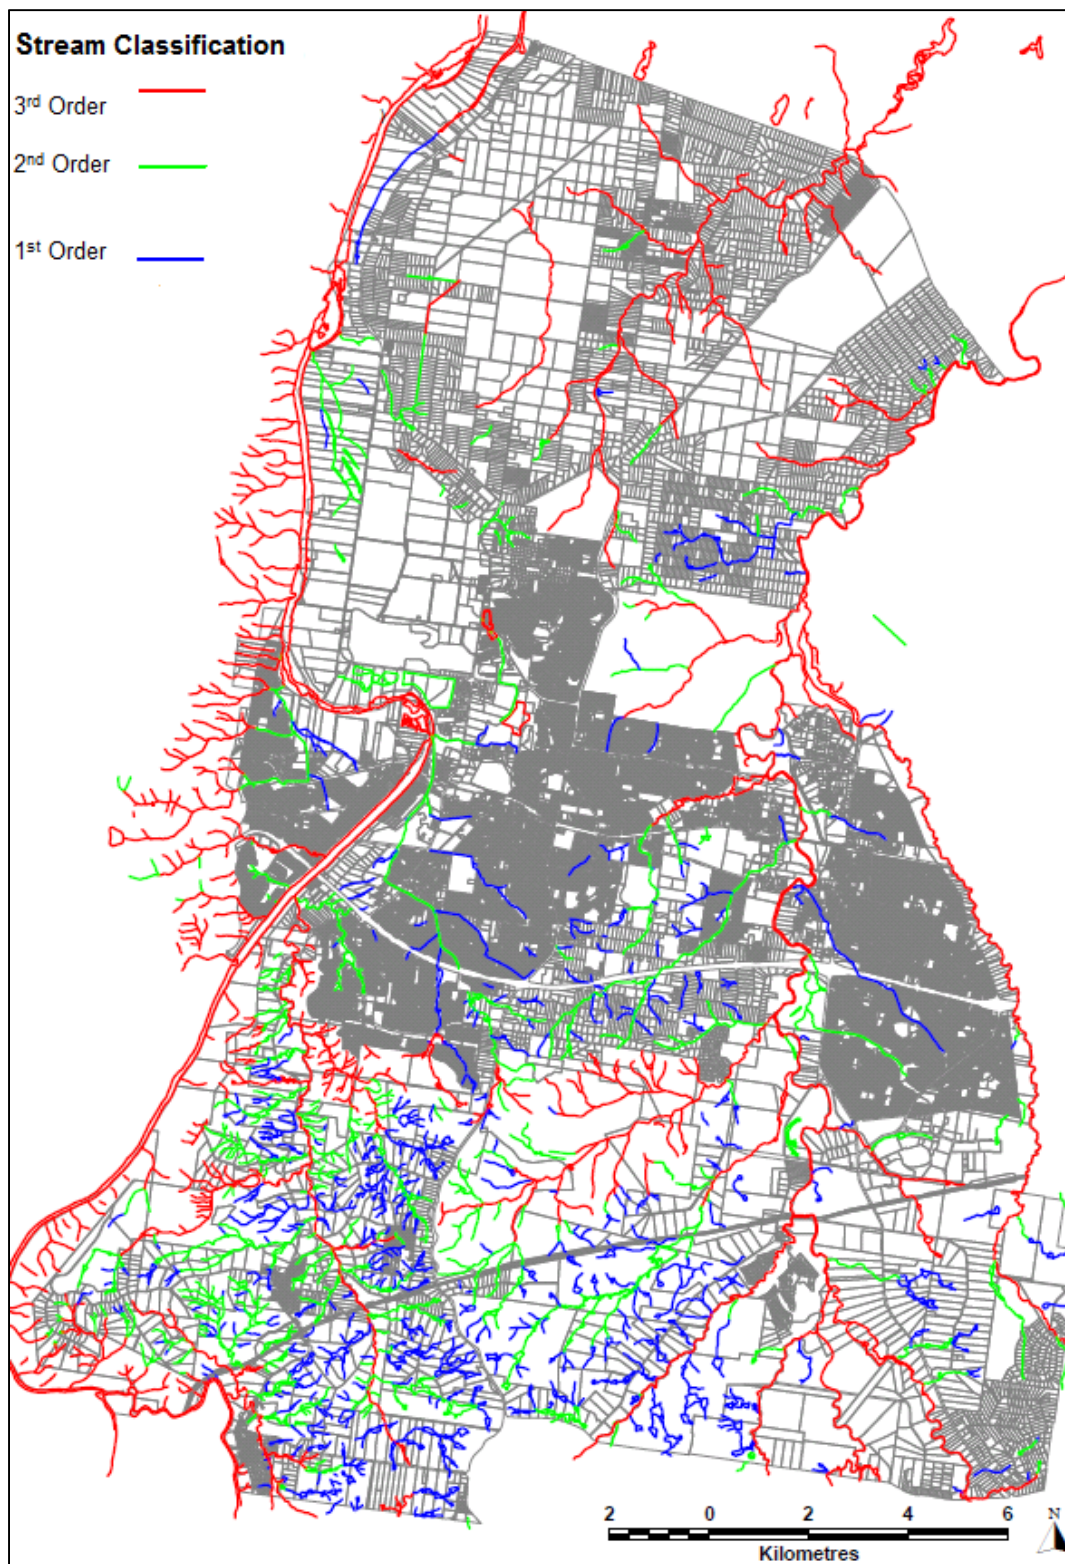 Stream Classification
3rd Order
2nd Order
1st Order
N
2 0 2 4 6
Kilometres